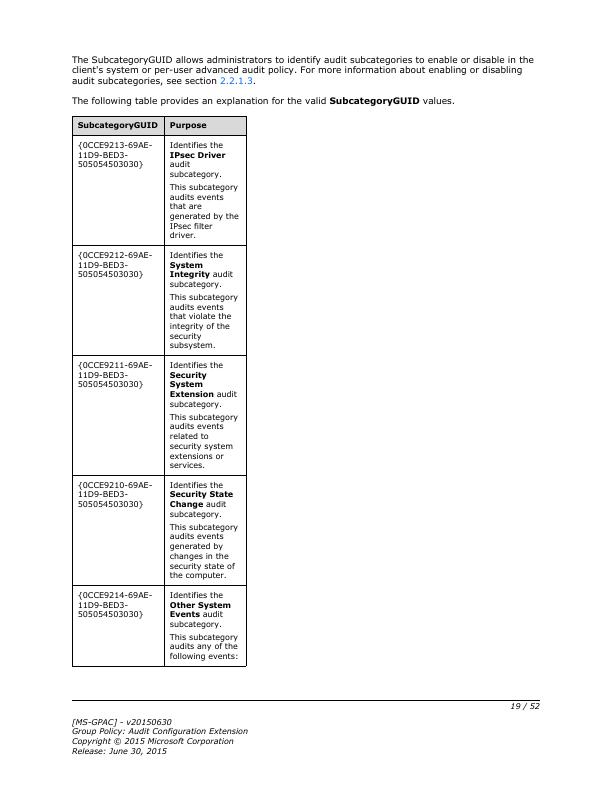 The SubcategoryGUID allows administrators to identify audit subcategories to enable or disable in the
client's system or per-user advanced audit policy. For more information about enabling or disabling
audit subcategories, see section 2.2.1.3.
The following table provides an explanation for the valid SubcategoryGUID values.
SubcategoryGUID
Purpose
{0CCE9213-69AE-
11D9-BED3-
505054503030}
Identifies the
IPsec Driver
audit
subcategory.
This subcategory
audits events
that are
generated by the
IPsec filter
driver.
{0CCE9212-69AE-
11D9-BED3-
505054503030}
Identifies the
System
Integrity audit
subcategory.
This subcategory
audits events
that violate the
integrity of the
security
subsystem.
{0CCE9211-69AE-
11D9-BED3-
505054503030}
Identifies the
Security
System
Extension audit
subcategory.
This subcategory
audits events
related to
security system
extensions or
services.
{0CCE9210-69AE-
11D9-BED3-
505054503030}
Identifies the
Security State
Change audit
subcategory.
This subcategory
audits events
generated by
changes in the
security state of
the computer.
{0CCE9214-69AE-
11D9-BED3-
505054503030}
Identifies the
Other System
Events audit
subcategory.
This subcategory
audits any of the
following events:
19 / 52
[MS-GPAC] - v20150630
Group Policy: Audit Configuration Extension
Copyright © 2015 Microsoft Corporation
Release: June 30, 2015